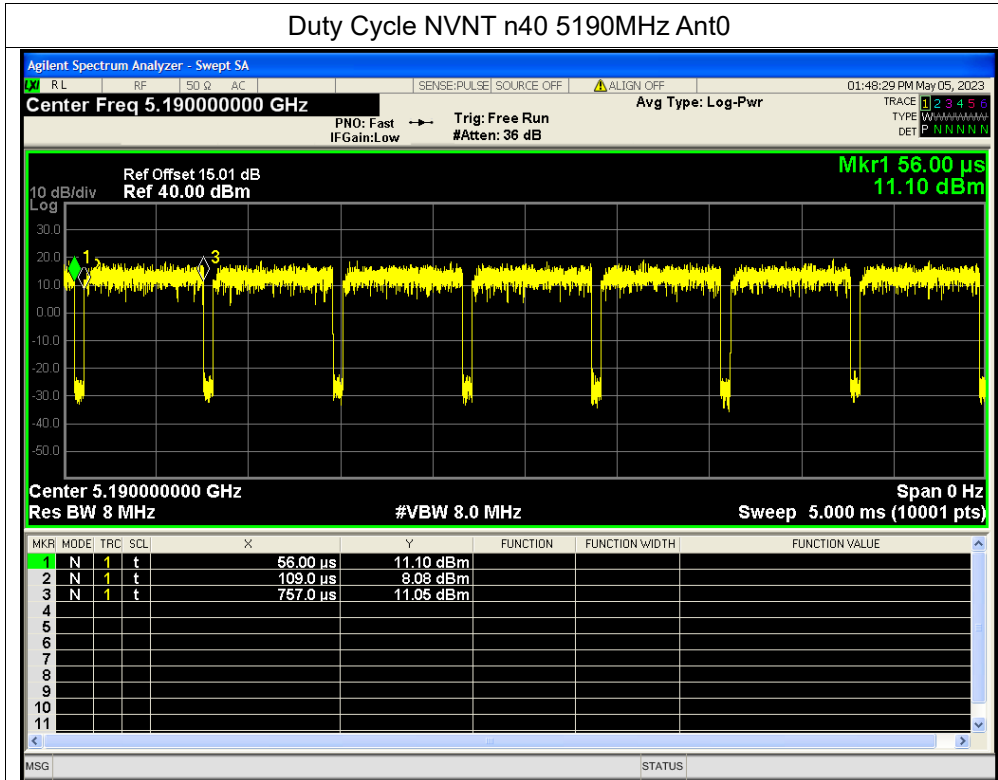 Duty Cycle NVNT n40 5190MHz Ant0
Agilent Spectrum Analyzer - Swept SA
LXI RL RF 50 Ω AC SENSE:PULSE SOURCE OFF ALIGN OFF 01:48:29 PM May 05, 2023
Center Freq 5.190000000 GHz Avg Type: Log-Pwr TRACE 1 2 3 4 5 6
PNO: Fast Trig: Free Run TYPE WWWWWW
IFGain:Low #Atten: 36 dB DET P N N N N N
Mkr1 56.00 µs
11.10 dBm
Ref Offset 15.01 dB
10 dB/div Ref 40.00 dBm
Log
30.0
20.0
10.0
0.00
-10.0
-20.0
-30.0
-40.0
-50.0
1 2 3
Center 5.190000000 GHz Span 0 Hz
Res BW 8 MHz #VBW 8.0 MHz Sweep 5.000 ms (10001 pts)
MKR MODE TRC SCL X Y FUNCTION FUNCTION WIDTH FUNCTION VALUE
1 N 1 t 56.00 µs 11.10 dBm
2 N 1 t 109.0 µs 8.08 dBm
3 N 1 t 757.0 µs 11.05 dBm
4
5
6
7
8
9
10
11
MSG STATUS